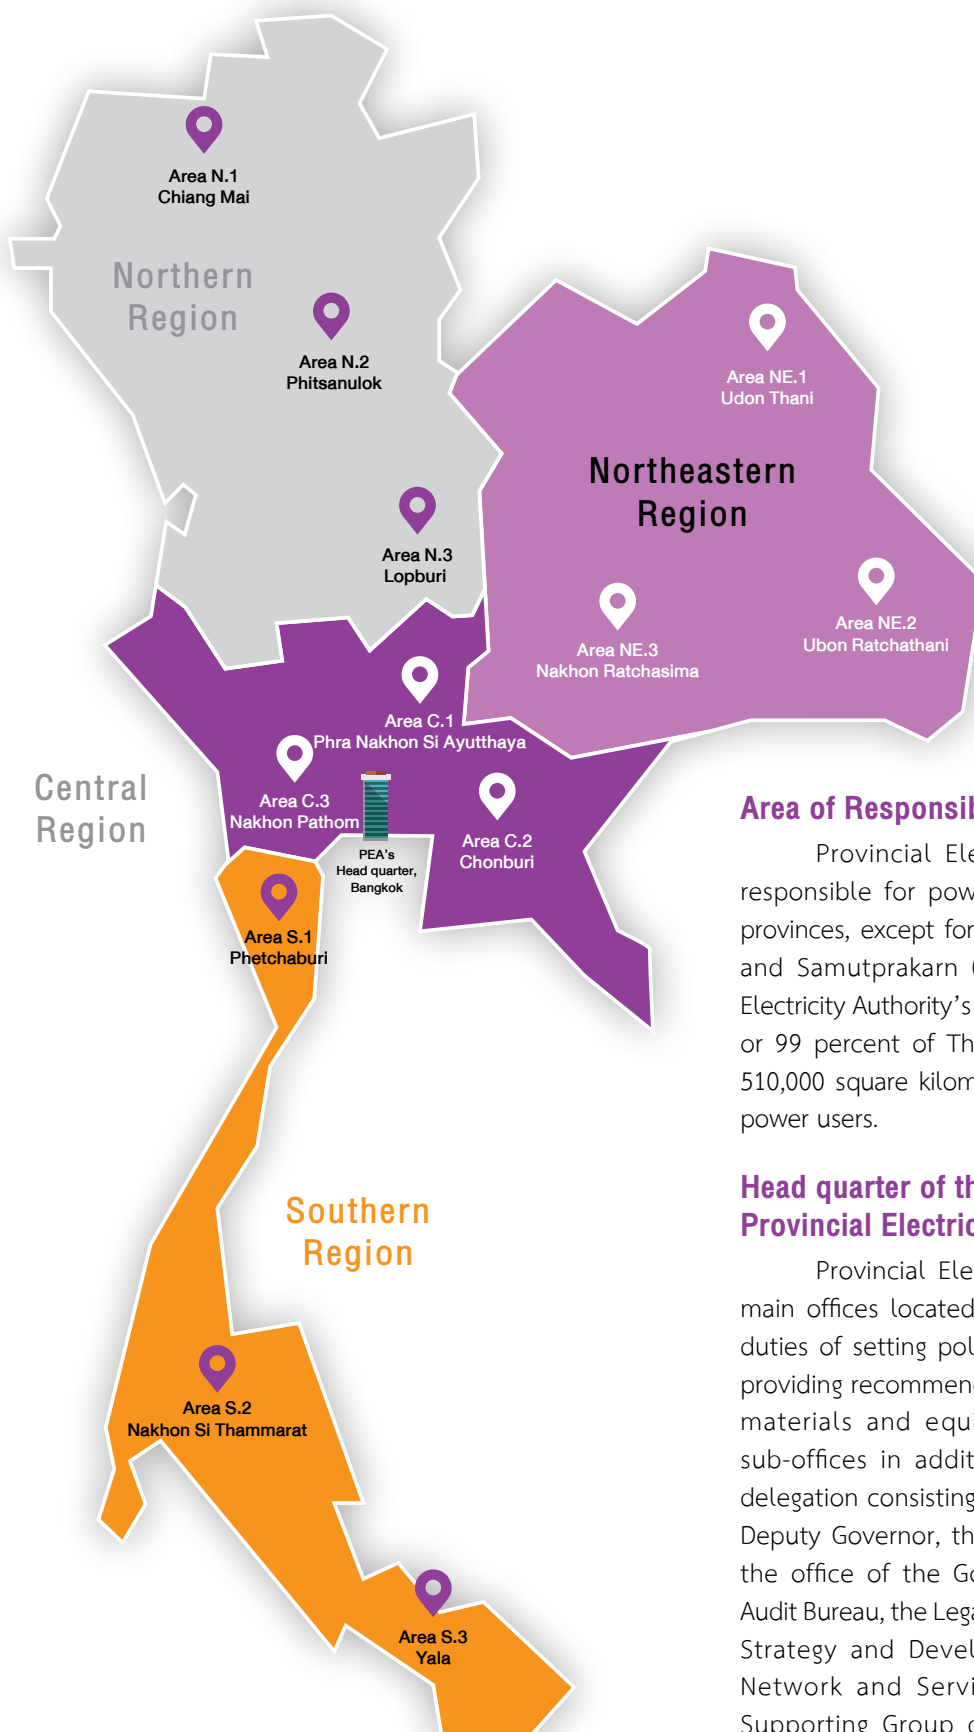 Area N.1
Chiang Mai
Northern
Region
Area N.2
Phitsanulok
Area N.3
Lopburi
Area NE.1
Udon Thani
Northeastern
Region
Area NE.2
Ubon Ratchathani
Area NE.3
Nakhon Ratchasima
Area C.1
Phra Nakhon Si Ayutthaya
Central
Region
Area C.3
Nakhon Pathom
PEA's
Head quarter,
Bangkok
Area C.2
Chonburi
Area S.1
Phetchaburi
Southern
Region
Area S.2
Nakhon Si Thammarat
Area S.3
Yala
Area of Responsib
Provincial Ele
responsible for pow
provinces, except for
and Samutprakarn (
Electricity Authority's
or 99 percent of Th
510,000 square kilom
power users.
Head quarter of th
Provincial Electric
Provincial Ele
main offices located
duties of setting pol
providing recommend
materials and equi
sub-offices in addit
delegation consisting
Deputy Governor, th
the office of the Go
Audit Bureau, the Lega
Strategy and Devel
Network and Servi
Supporting Group